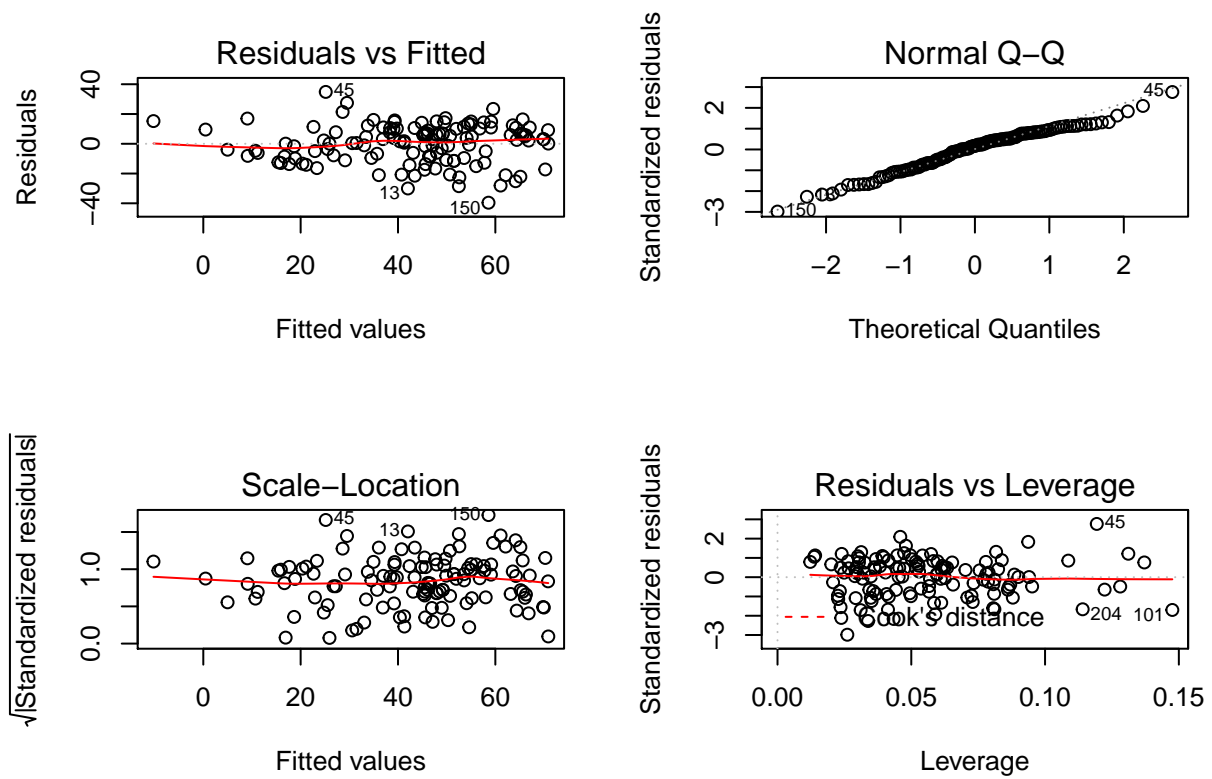 Residuals vs Fitted
Residuals
−40 0 40
45
13
150
0 20 40 60
Fitted values
Normal Q−Q
Standardized residuals
−3 0 2
45
150
−2 −1 0 1 2
Theoretical Quantiles
Scale−Location
√|Standardized residuals|
0.0 1.0
45
13
150
0 20 40 60
Fitted values
Residuals vs Leverage
Standardized residuals
−3 0 2
45
Cook's distance
204 101
0.00 0.05 0.10 0.15
Leverage